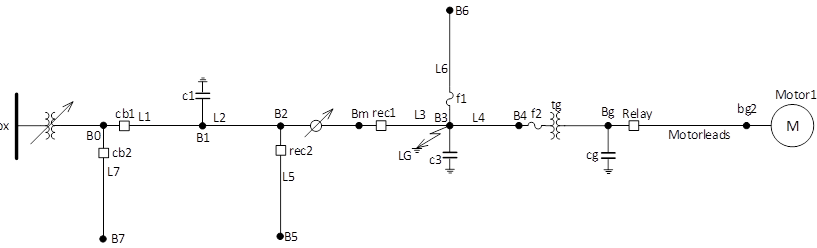 B6
L6
f1
c1
cb1
L1
L2
B2
Bm
rec1
L3
B3
L4
B4
f2
tg
Bg
Relay
bg2
Motor1
M
Motorleads
ox
B0
B1
cb2
rec2
LG
c3
cg
L7
L5
B7
B5